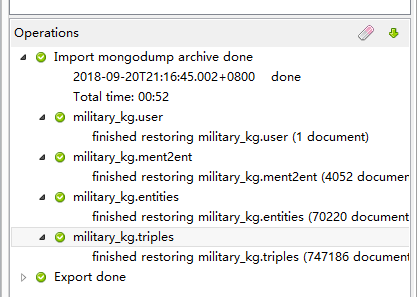 Operations
Import mongodump archive done
2018-09-20T21:16:45.002+0800 done
Total time: 00:52
military_kg.user
finished restoring military_kg.user (1 document)
military_kg.ment2ent
finished restoring military_kg.ment2ent (4052 document
military_kg.entities
finished restoring military_kg.entities (70220 document
military_kg.triples
finished restoring military_kg.triples (747186 document
Export done